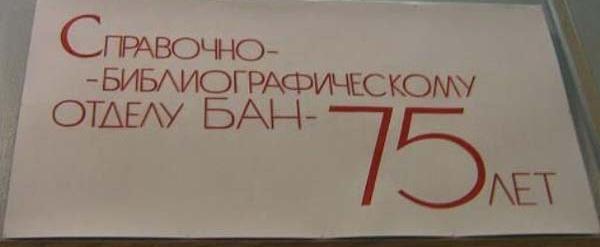 Справочно-
-библиографическому
отделу БАН-
75 лет